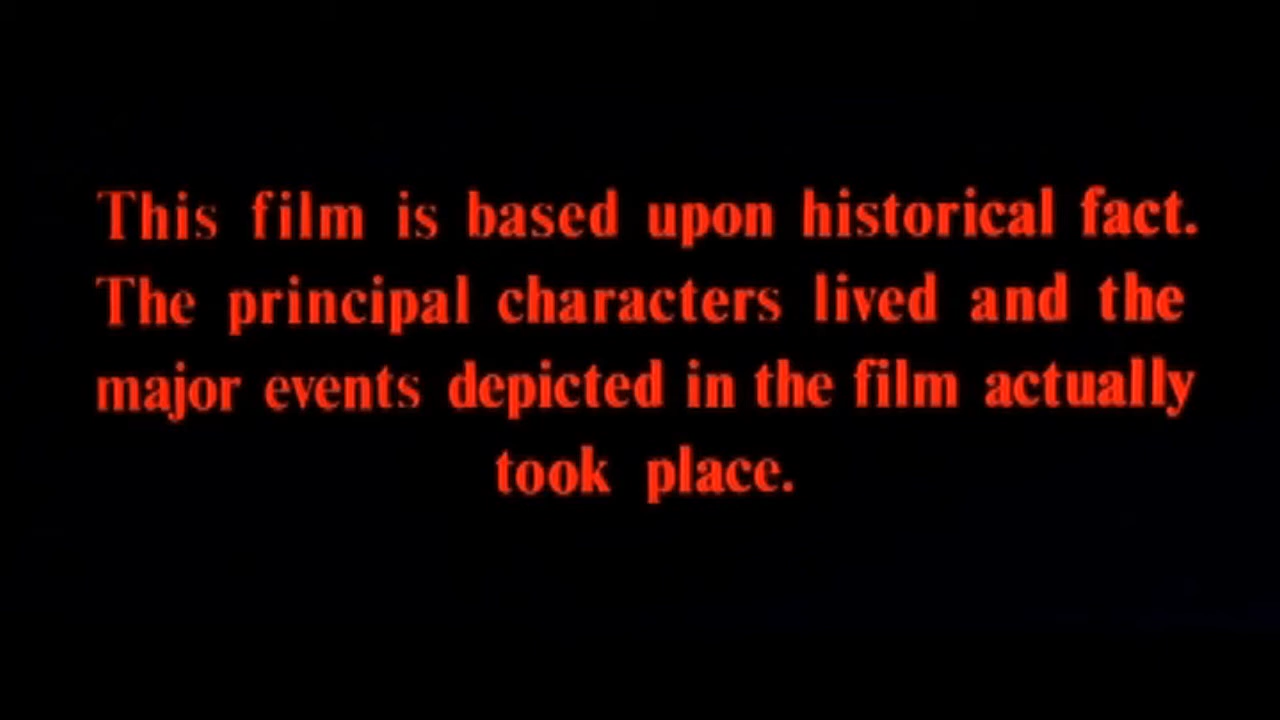 This film is based upon historical fact.
The principal characters lived and the
major events depicted in the film actually
took place.